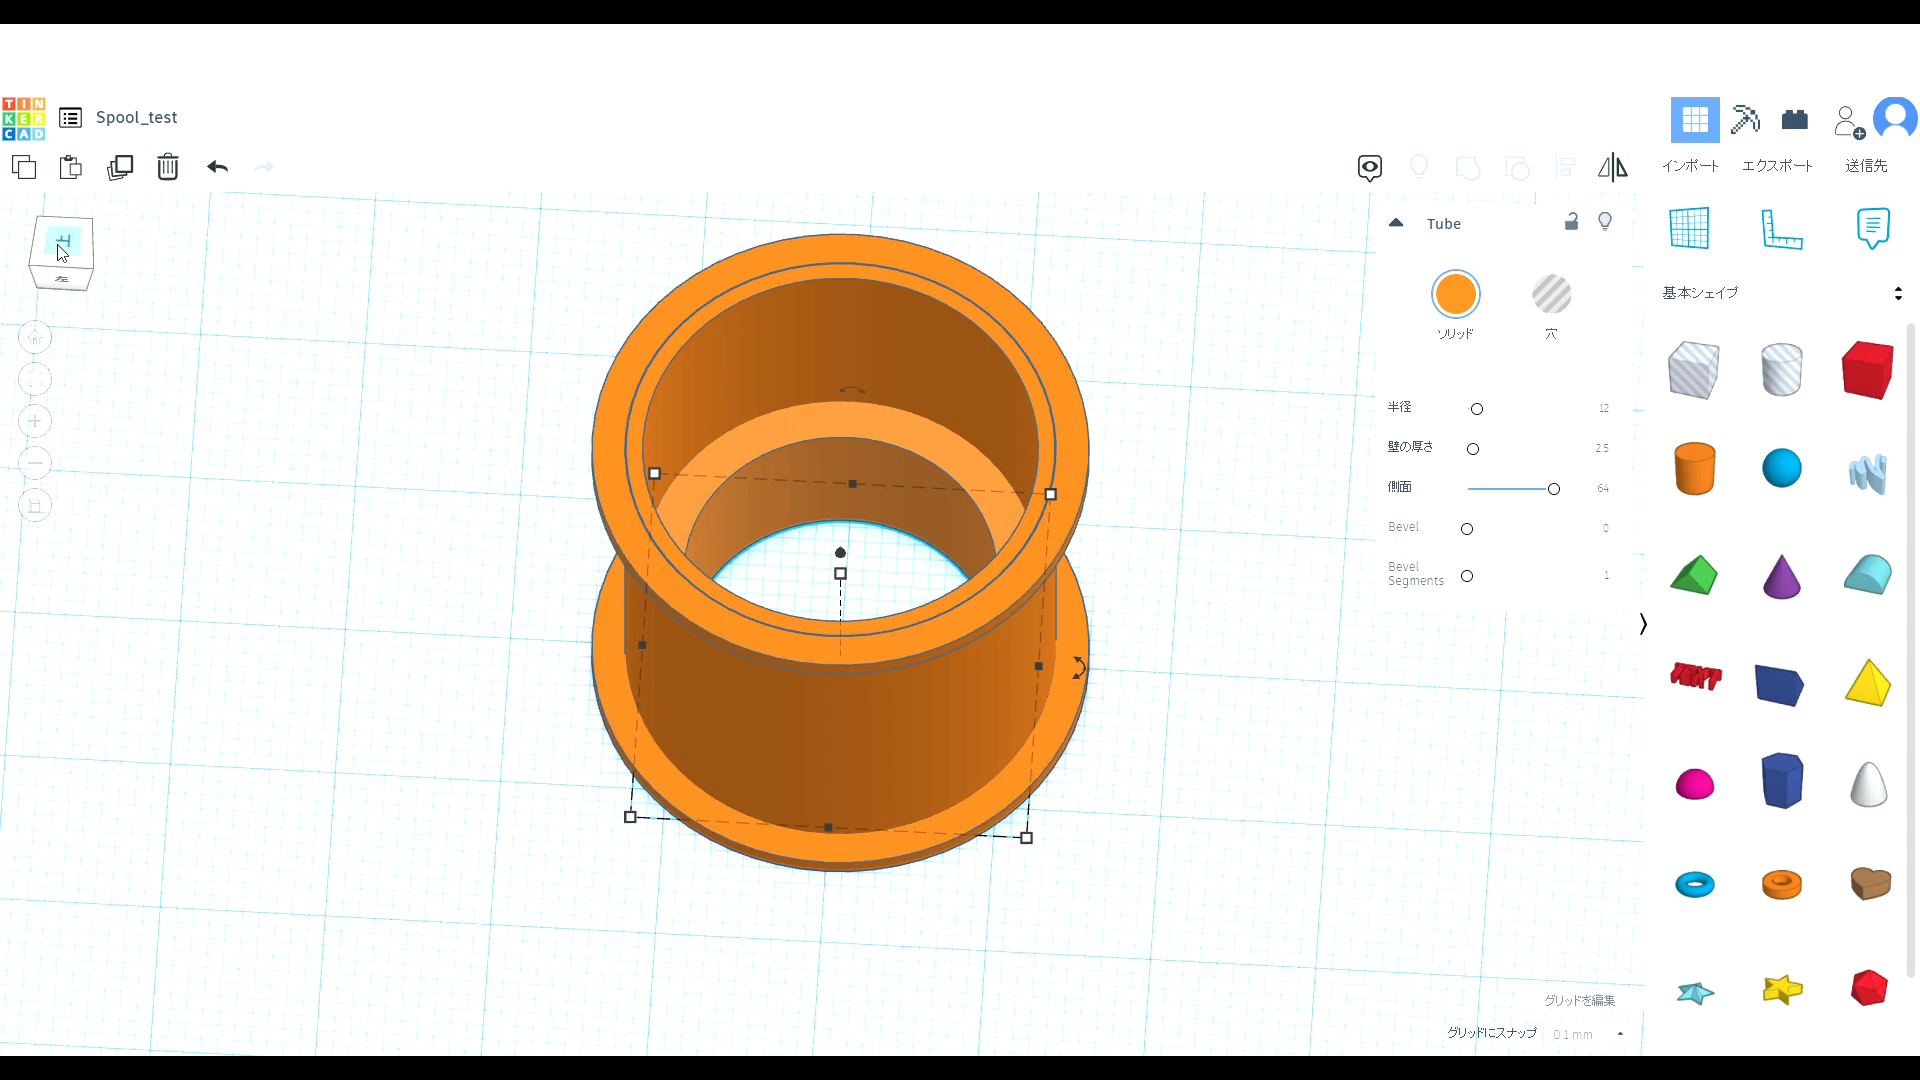 TIN
KER
CAD
Spool_test
インポート
エクスポート
送信先
上
左
Tube
ソリッド
穴
半径
12
壁の厚さ
2.5
側面
64
Bevel
0
Bevel
Segments
1
基本シェイプ
TEXT
グリッドを編集
グリッドにスナップ
0.1 mm